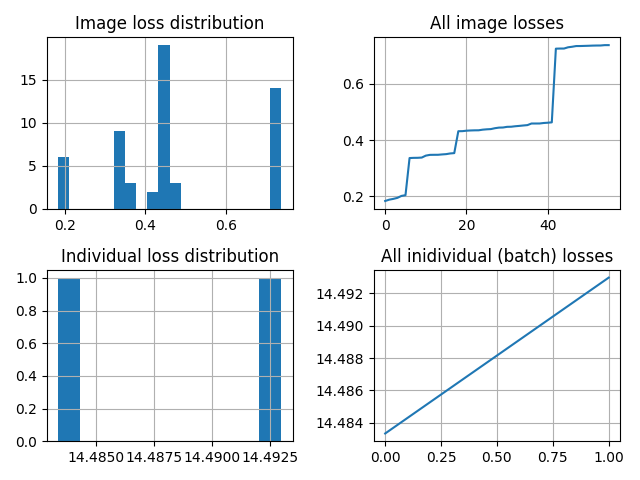 Image loss distribution
15
10
5
0
0.2 0.4 0.6
All image losses
0.6
0.4
0.2
0 20 40
Individual loss distribution
1.0
0.8
0.6
0.4
0.2
0.0
14.4850 14.4875 14.4900 14.4925
All inidividual (batch) losses
14.492
14.490
14.488
14.486
14.484
0.00 0.25 0.50 0.75 1.00